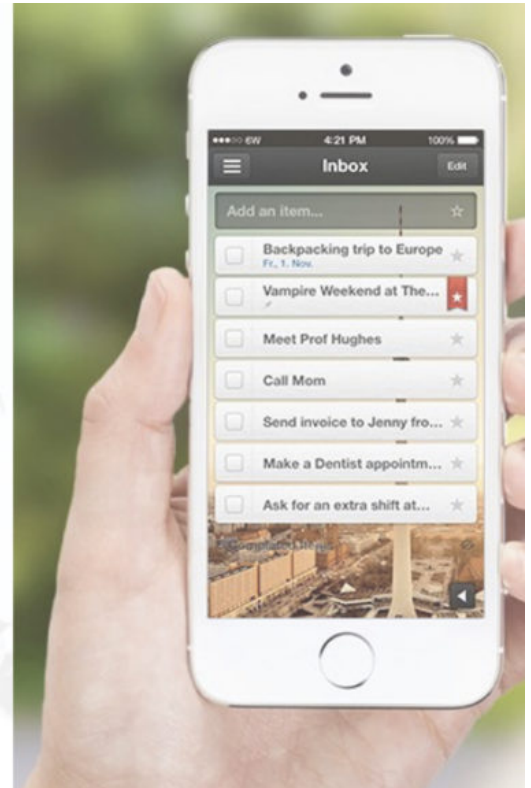 6W 4:21 PM 100%
Inbox
Edit
Add an item...
Backpacking trip to Europe
Fr., 1. Nov.
Vampire Weekend at The...
Meet Prof Hughes
Call Mom
Send invoice to Jenny fro...
Make a Dentist appointm...
Ask for an extra shift at...